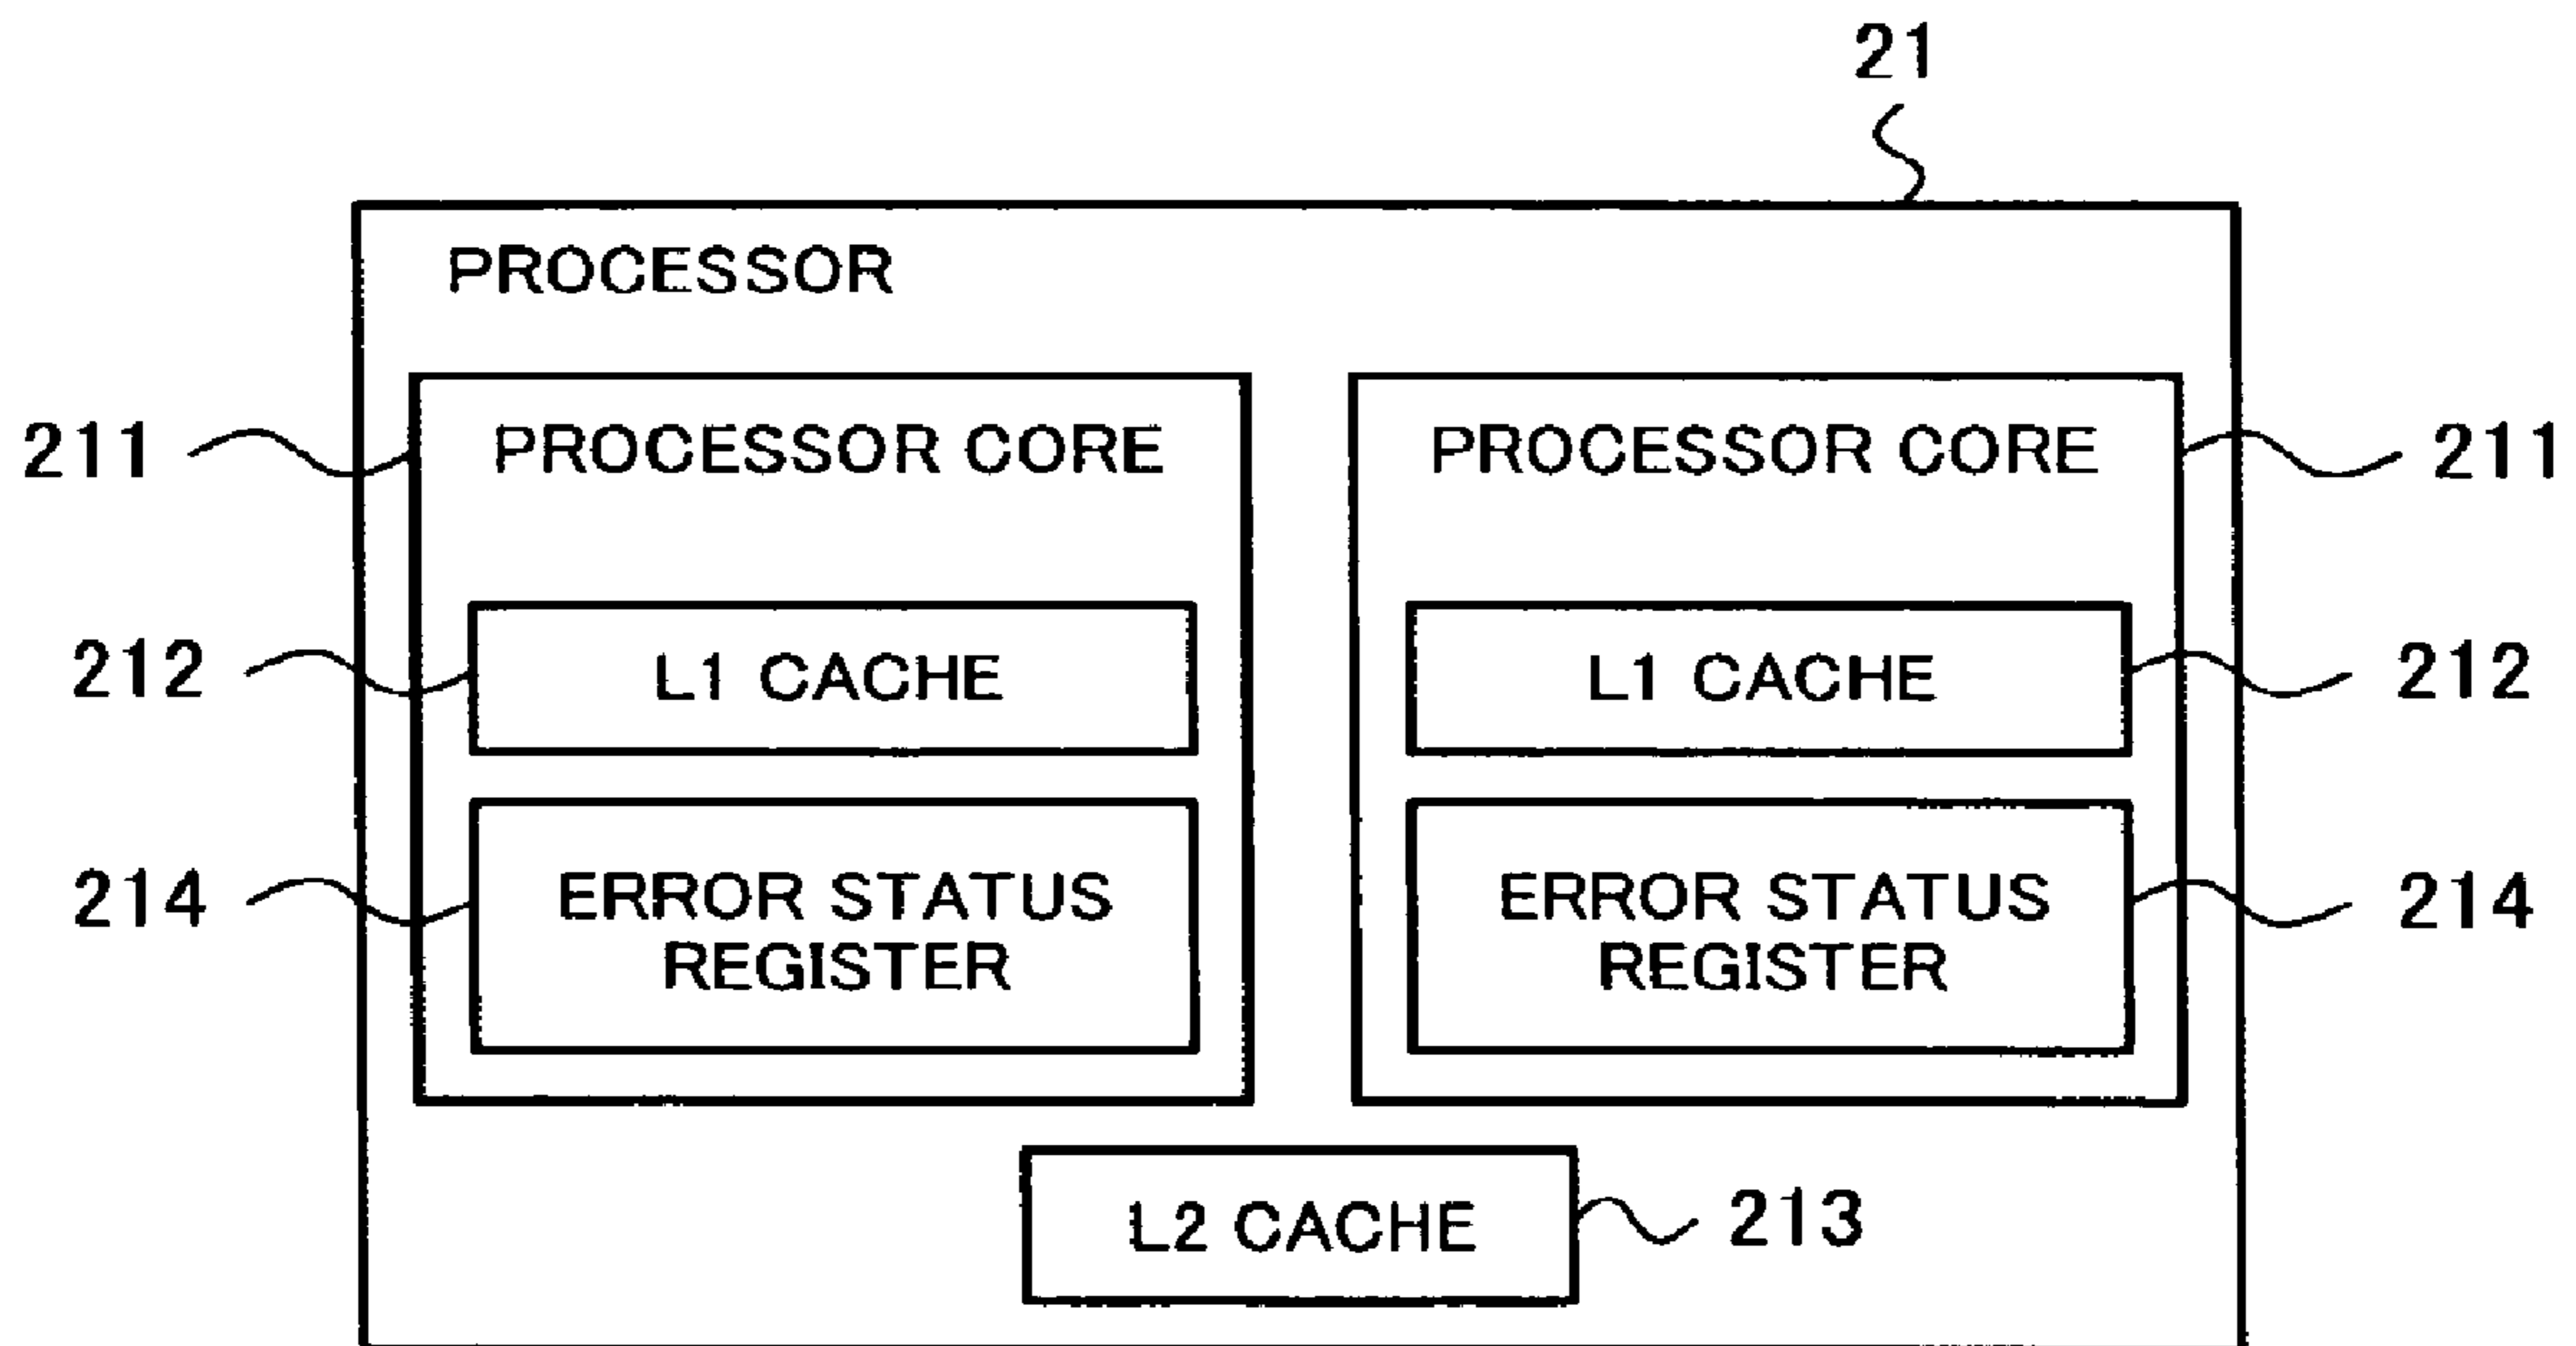 21
PROCESSOR
211 PROCESSOR CORE PROCESSOR CORE 211
212 L1 CACHE L1 CACHE 212
214 ERROR STATUS REGISTER ERROR STATUS REGISTER 214
L2 CACHE 213